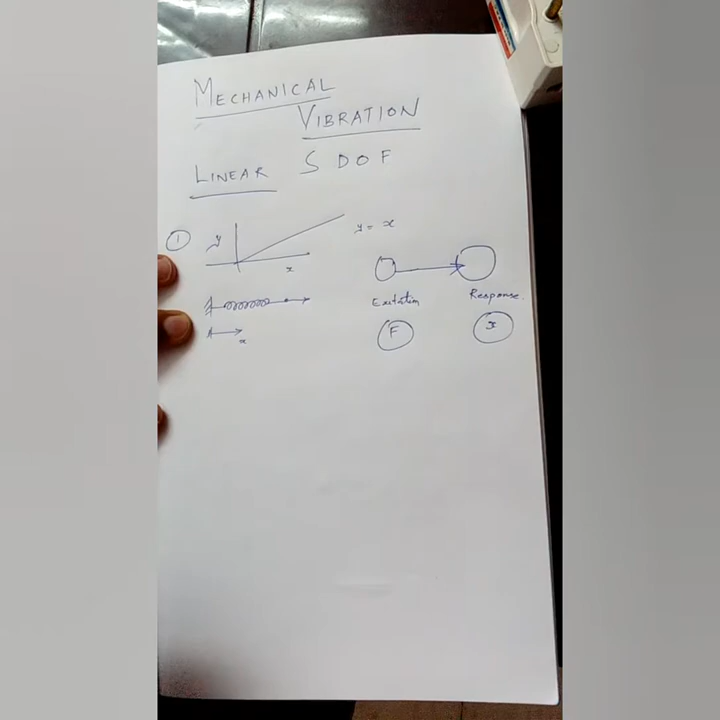 MECHANICAL
VIBRATION
LINEAR SDOF
1
y
x
y = x
x
Excitation
Response.
F
x